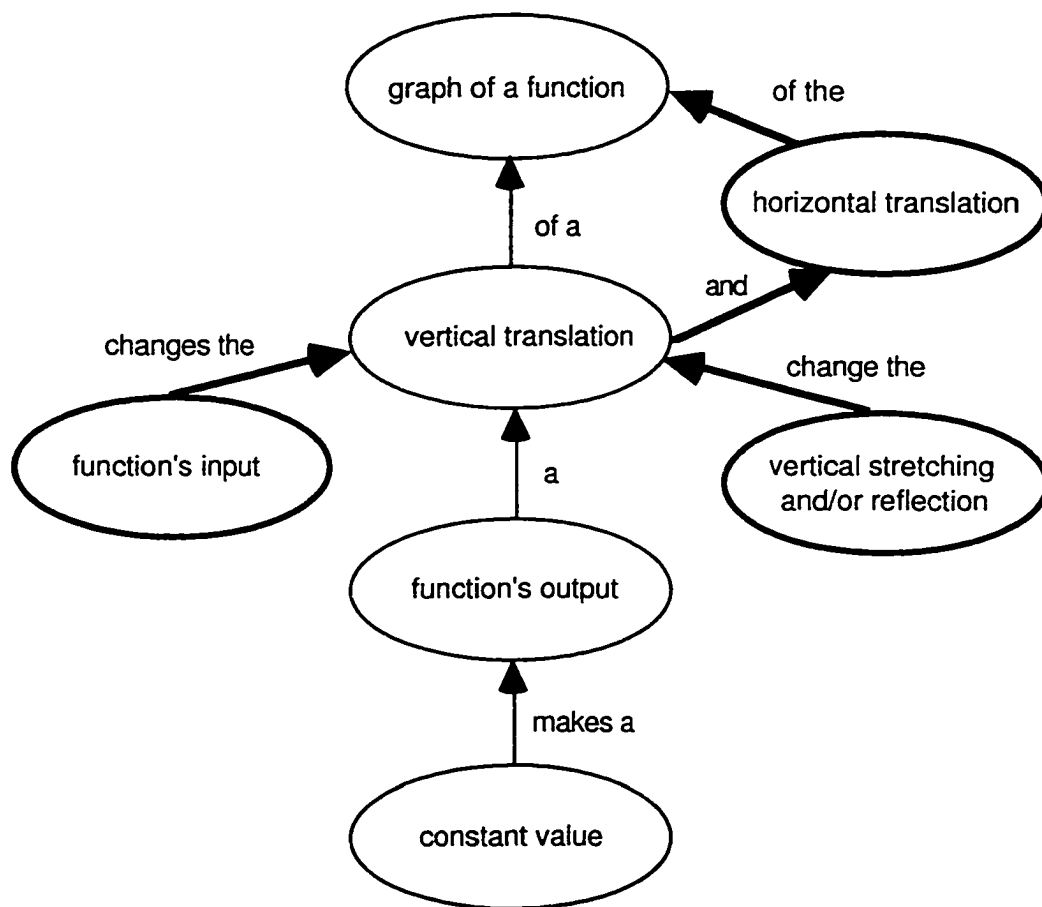 graph of a function
of the
horizontal translation
of a
and
vertical translation
changes the
change the
function's input
a
vertical stretching
and/or reflection
function's output
makes a
constant value